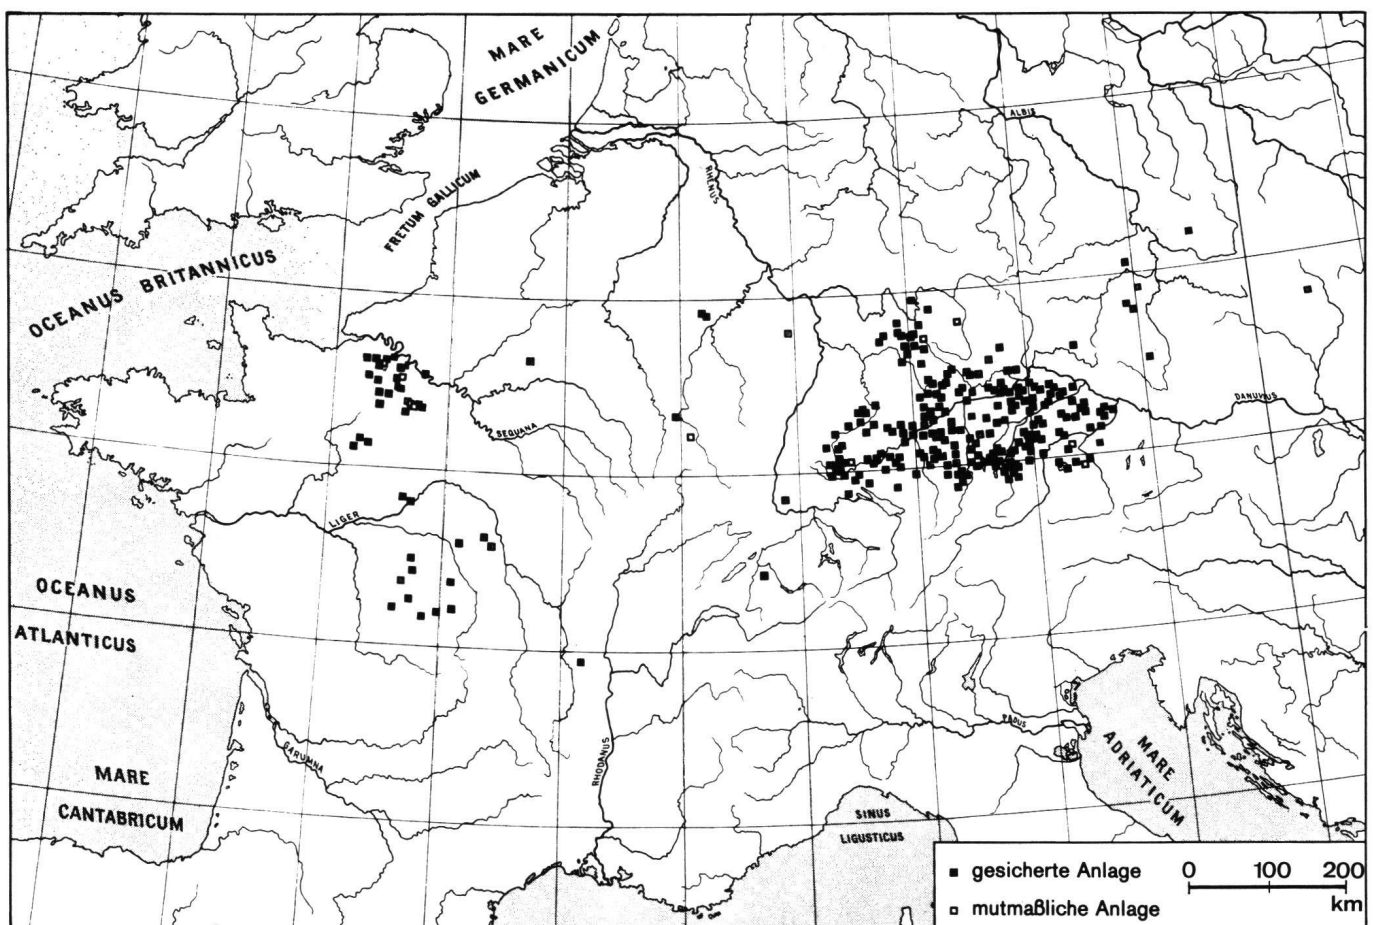 MARE
GERMANICUM
ALBIS
RHENUS
FRETUM GALLICUM
OCEANUS BRITANNICUS
DANUVIUS
SEQUANA
LIGER
OCEANUS
ATLANTICUS
PADUS
GARUMNA
RHODANUS
MARE
ADRIATICUM
MARE
CANTABRICUM
SINUS
LIGUSTICUS
gesicherte Anlage
mutmaßliche Anlage
0 100 200
km